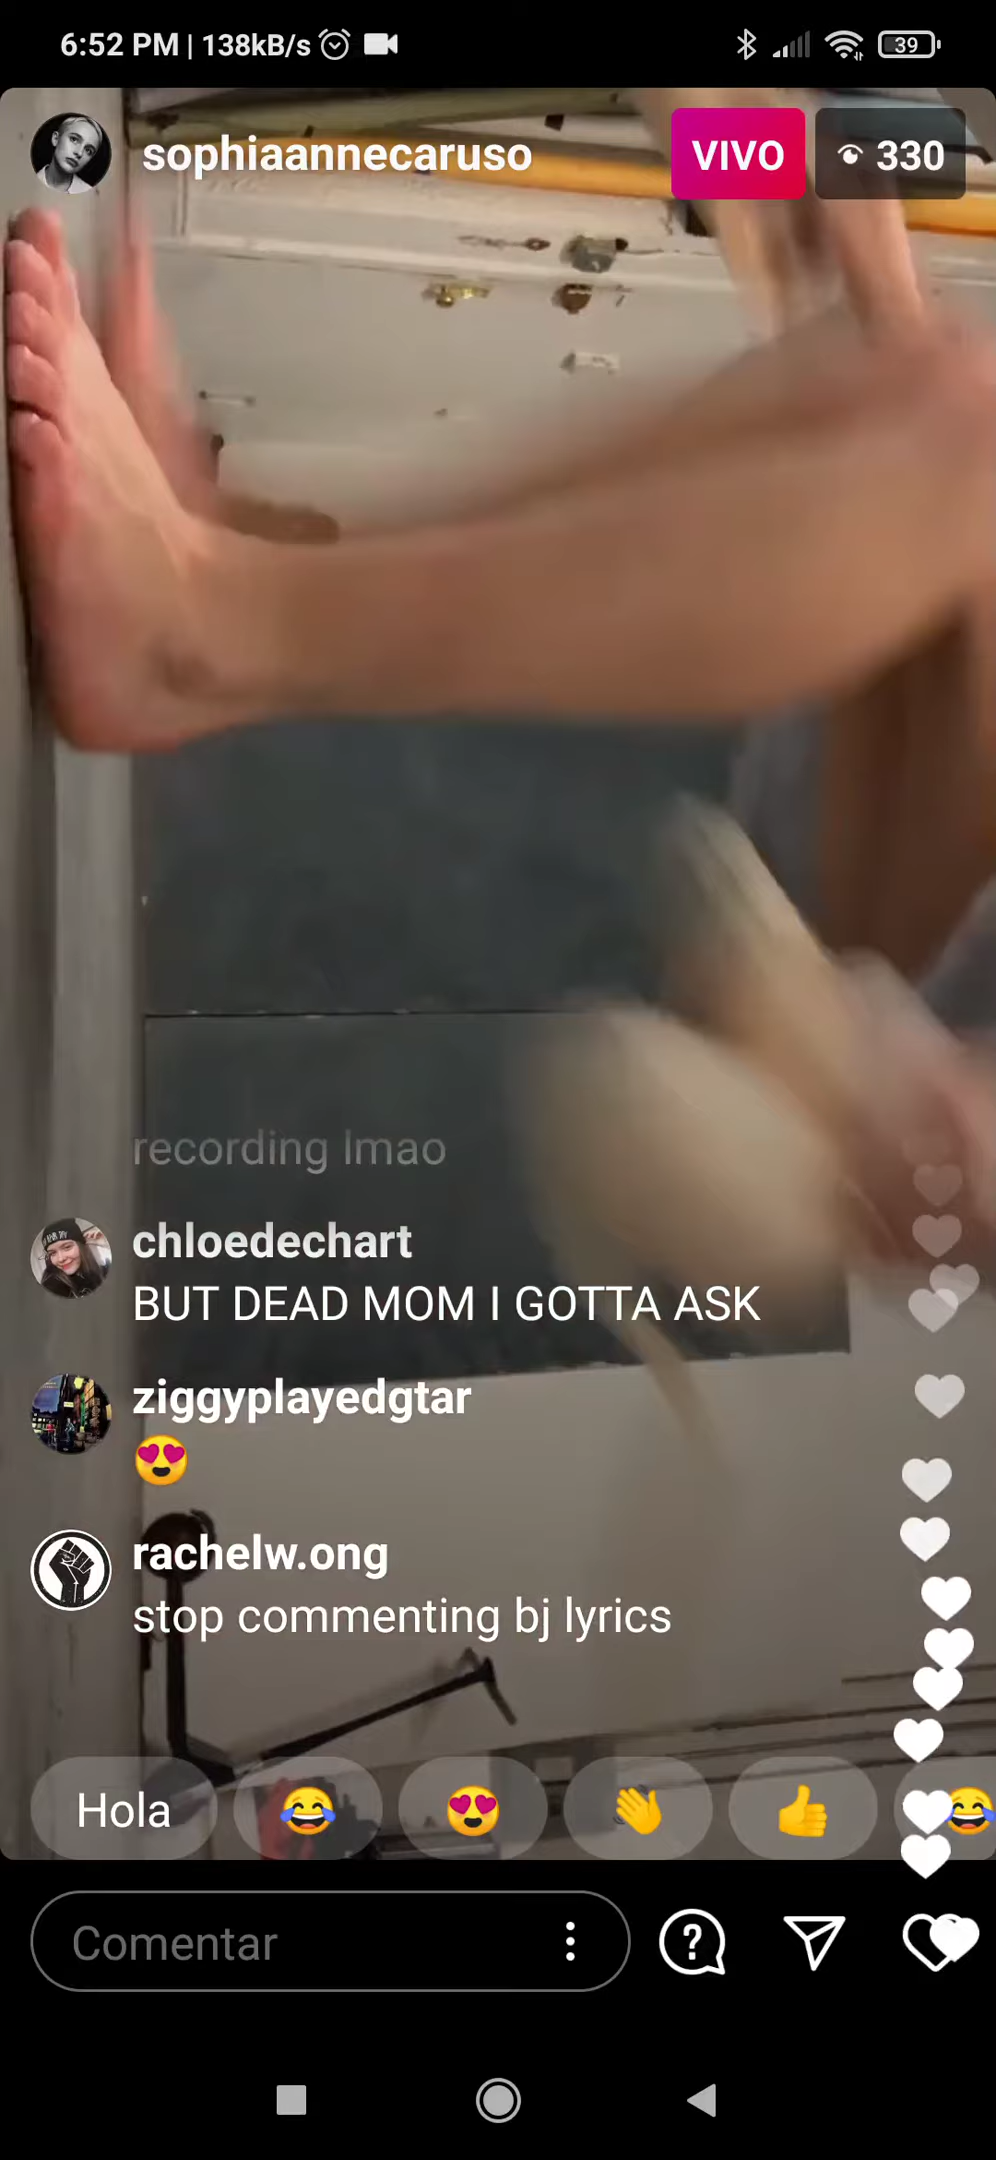 6:52 PM | 138kB/s
39
sophiaannecaruso
VIVO
330
recording lmao
chloedechart
BUT DEAD MOM I GOTTA ASK
ziggyplayedgtar
😍
rachelw.ong
stop commenting bj lyrics
Hola 😂 😍 👏 👍 😂
Comentar